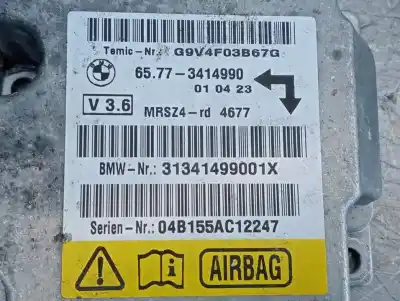 Temic-Nr.: G9V4F03B67G
BMW
65.77-3414990
01 04 23
V 3.6
MRSZ4-rd 4677
BMW-Nr.: 31341499001X
Serien-Nr.: 04B155AC12247
AIRBAG